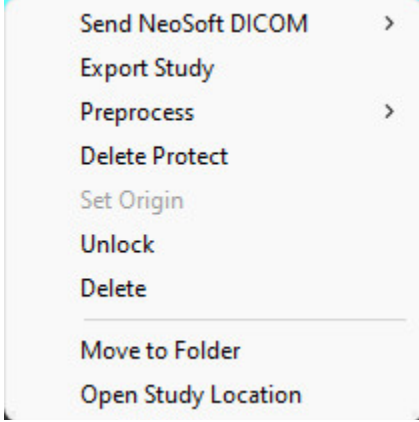 Send NeoSoft DICOM
Export Study
Preprocess
Delete Protect
Set Origin
Unlock
Delete
Move to Folder
Open Study Location